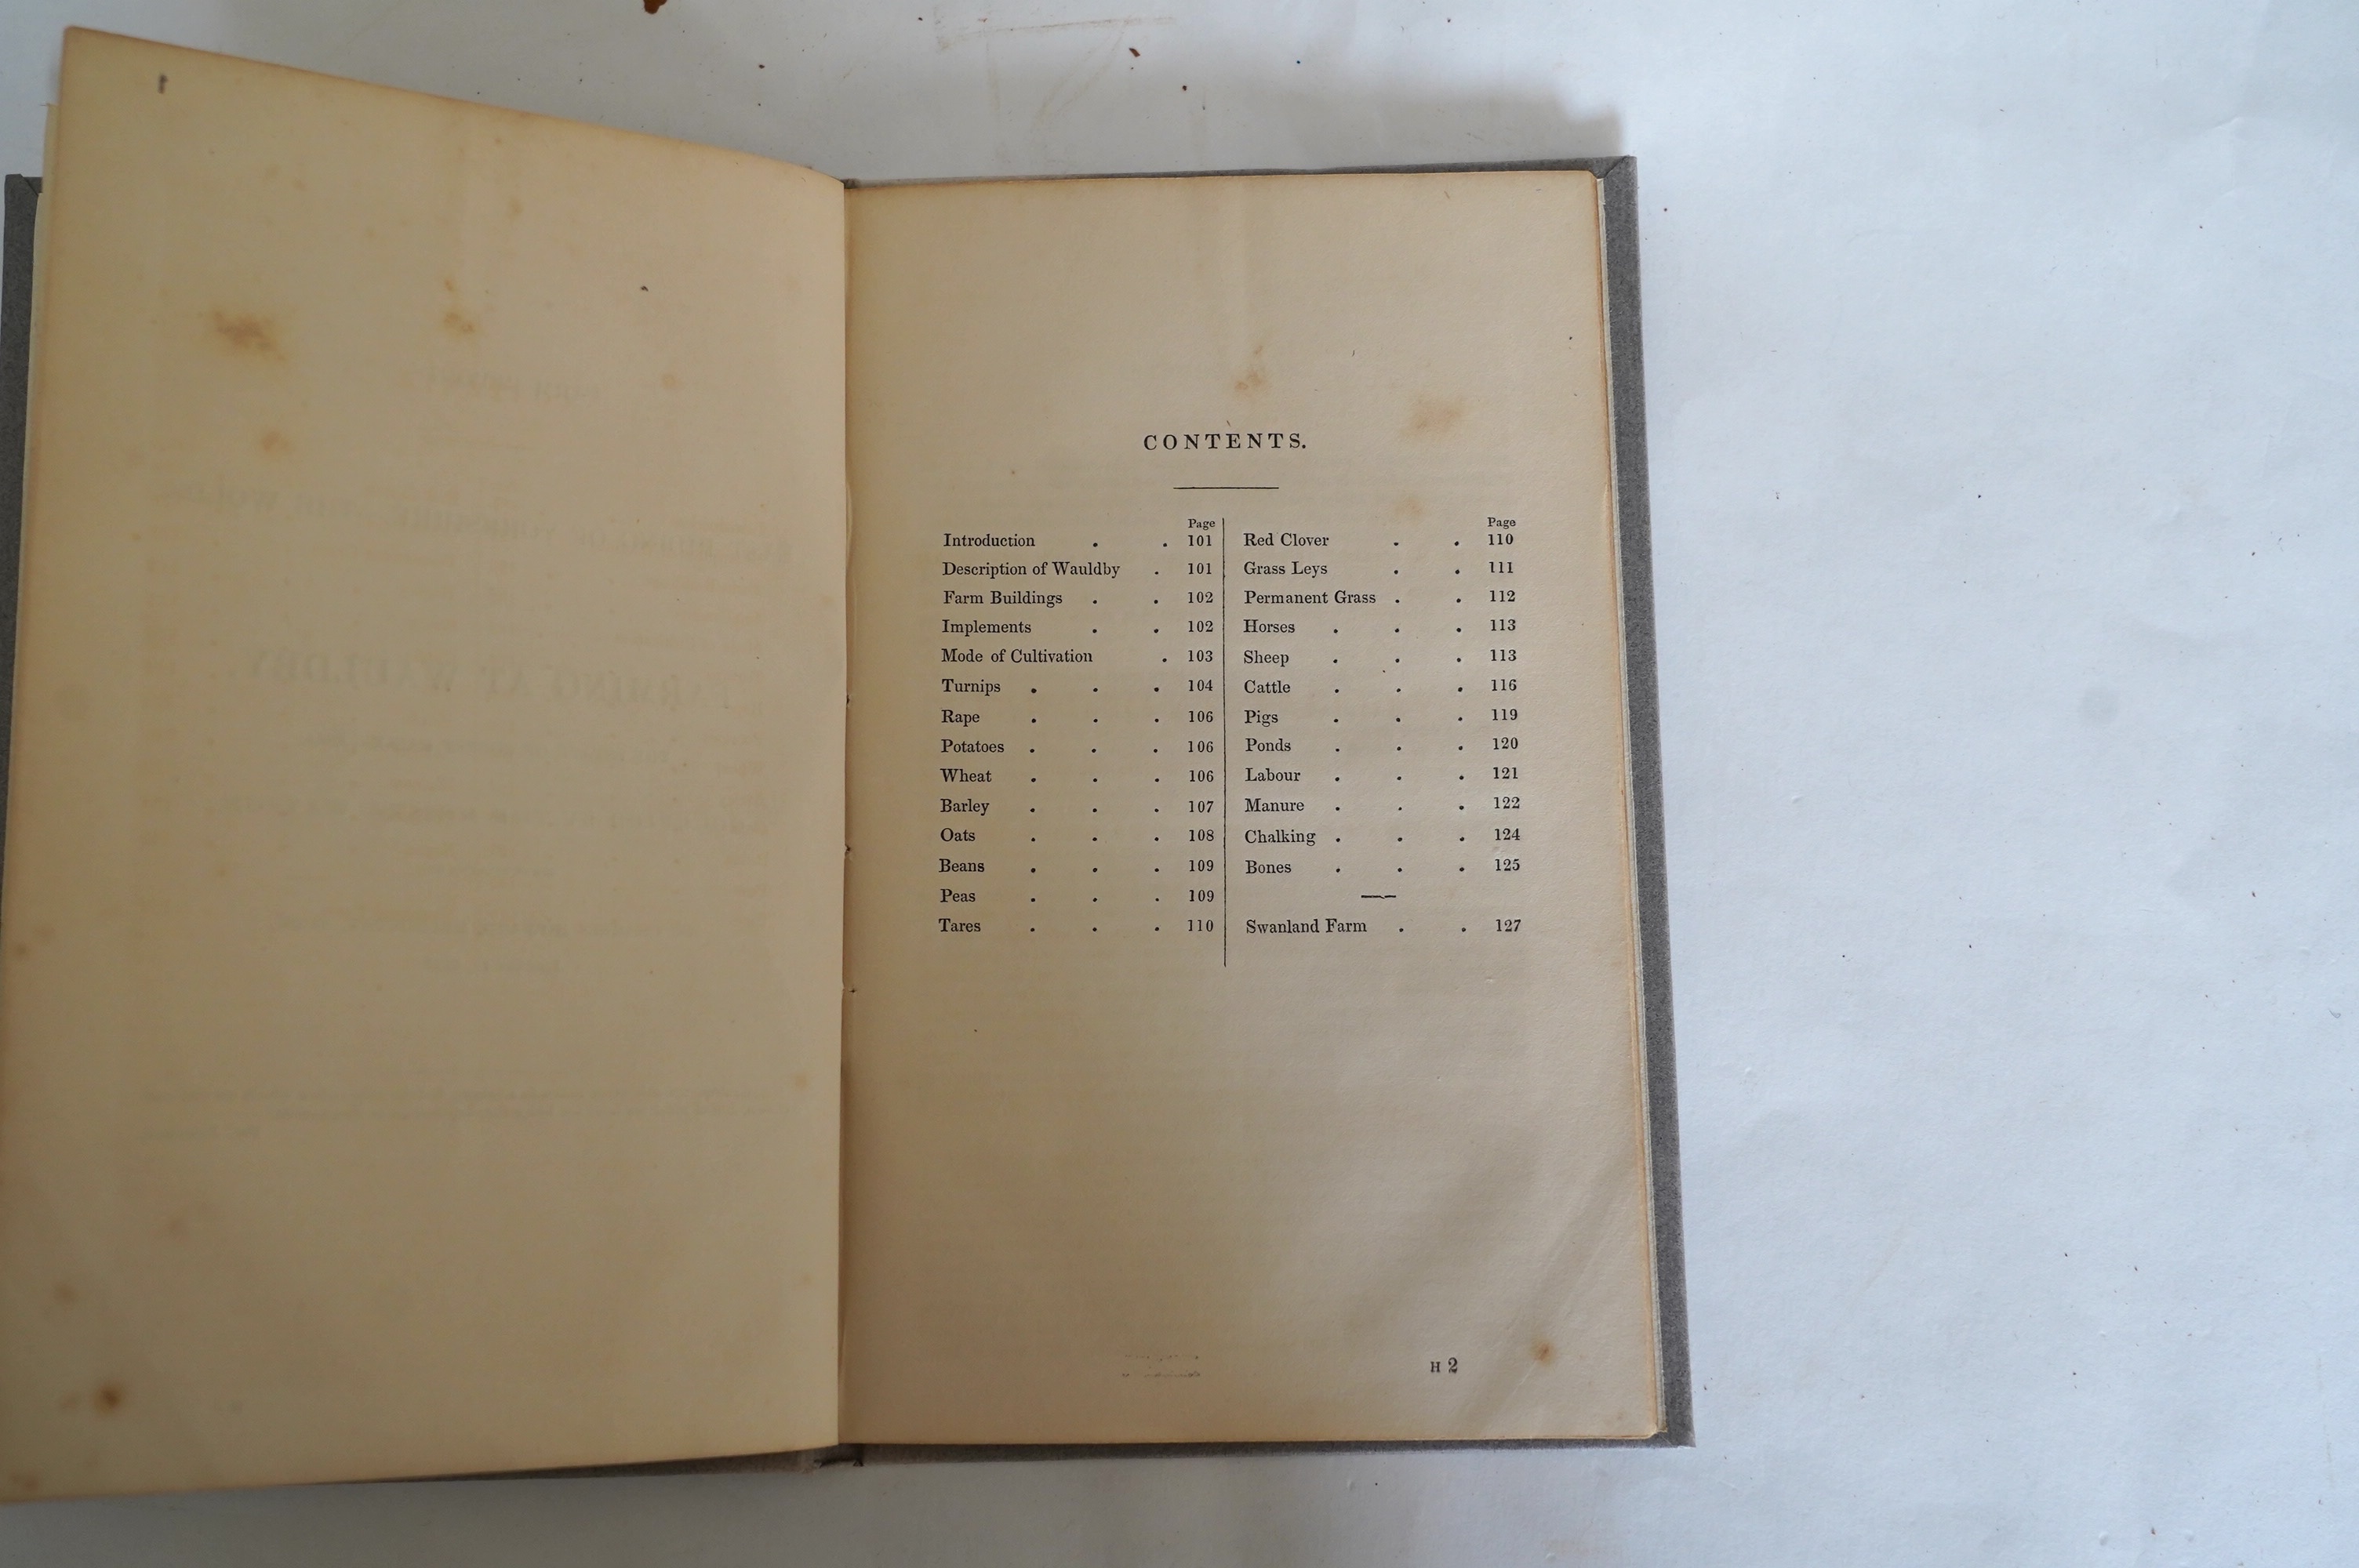 CONTENTS.
Page
Introduction . . 101
Description of Wauldby . 101
Farm Buildings . . 102
Implements . . 102
Mode of Cultivation . 103
Turnips . . . 104
Rape . . . 106
Potatoes . . . 106
Wheat . . . 106
Barley . . . 107
Oats . . . 108
Beans . . . 109
Peas . . . 109
Tares . . . 110
Page
Red Clover . . 110
Grass Leys . . 111
Permanent Grass . . 112
Horses . . . 113
Sheep . . . 113
Cattle . . . 116
Pigs . . . 119
Ponds . . . 120
Labour . . . 121
Manure . . . 122
Chalking . . . 124
Bones . . . 125
Swanland Farm . . 127
H 2